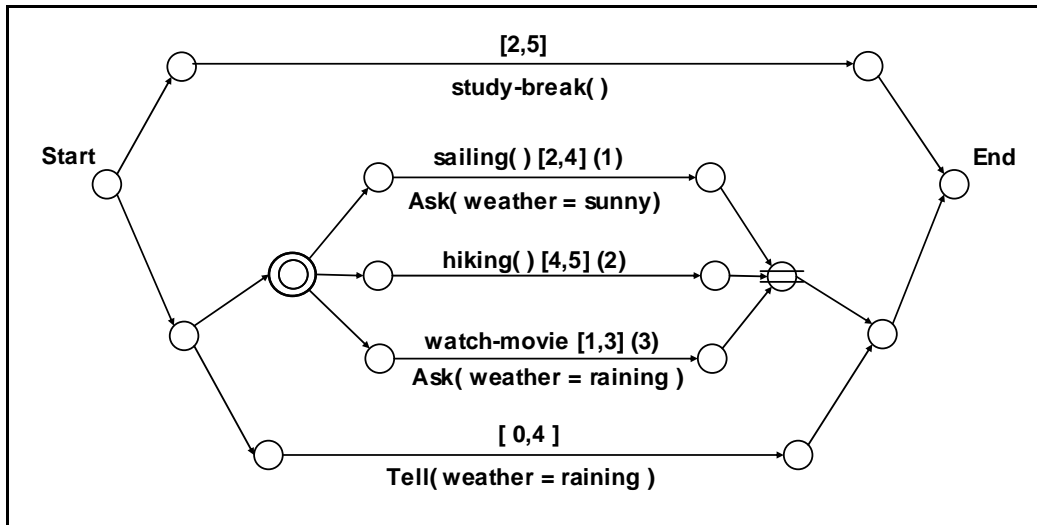 [2,5]
study-break( )
Start
End
sailing( ) [2,4] (1)
Ask( weather = sunny)
hiking( ) [4,5] (2)
watch-movie [1,3] (3)
Ask( weather = raining )
[ 0,4 ]
Tell( weather = raining )